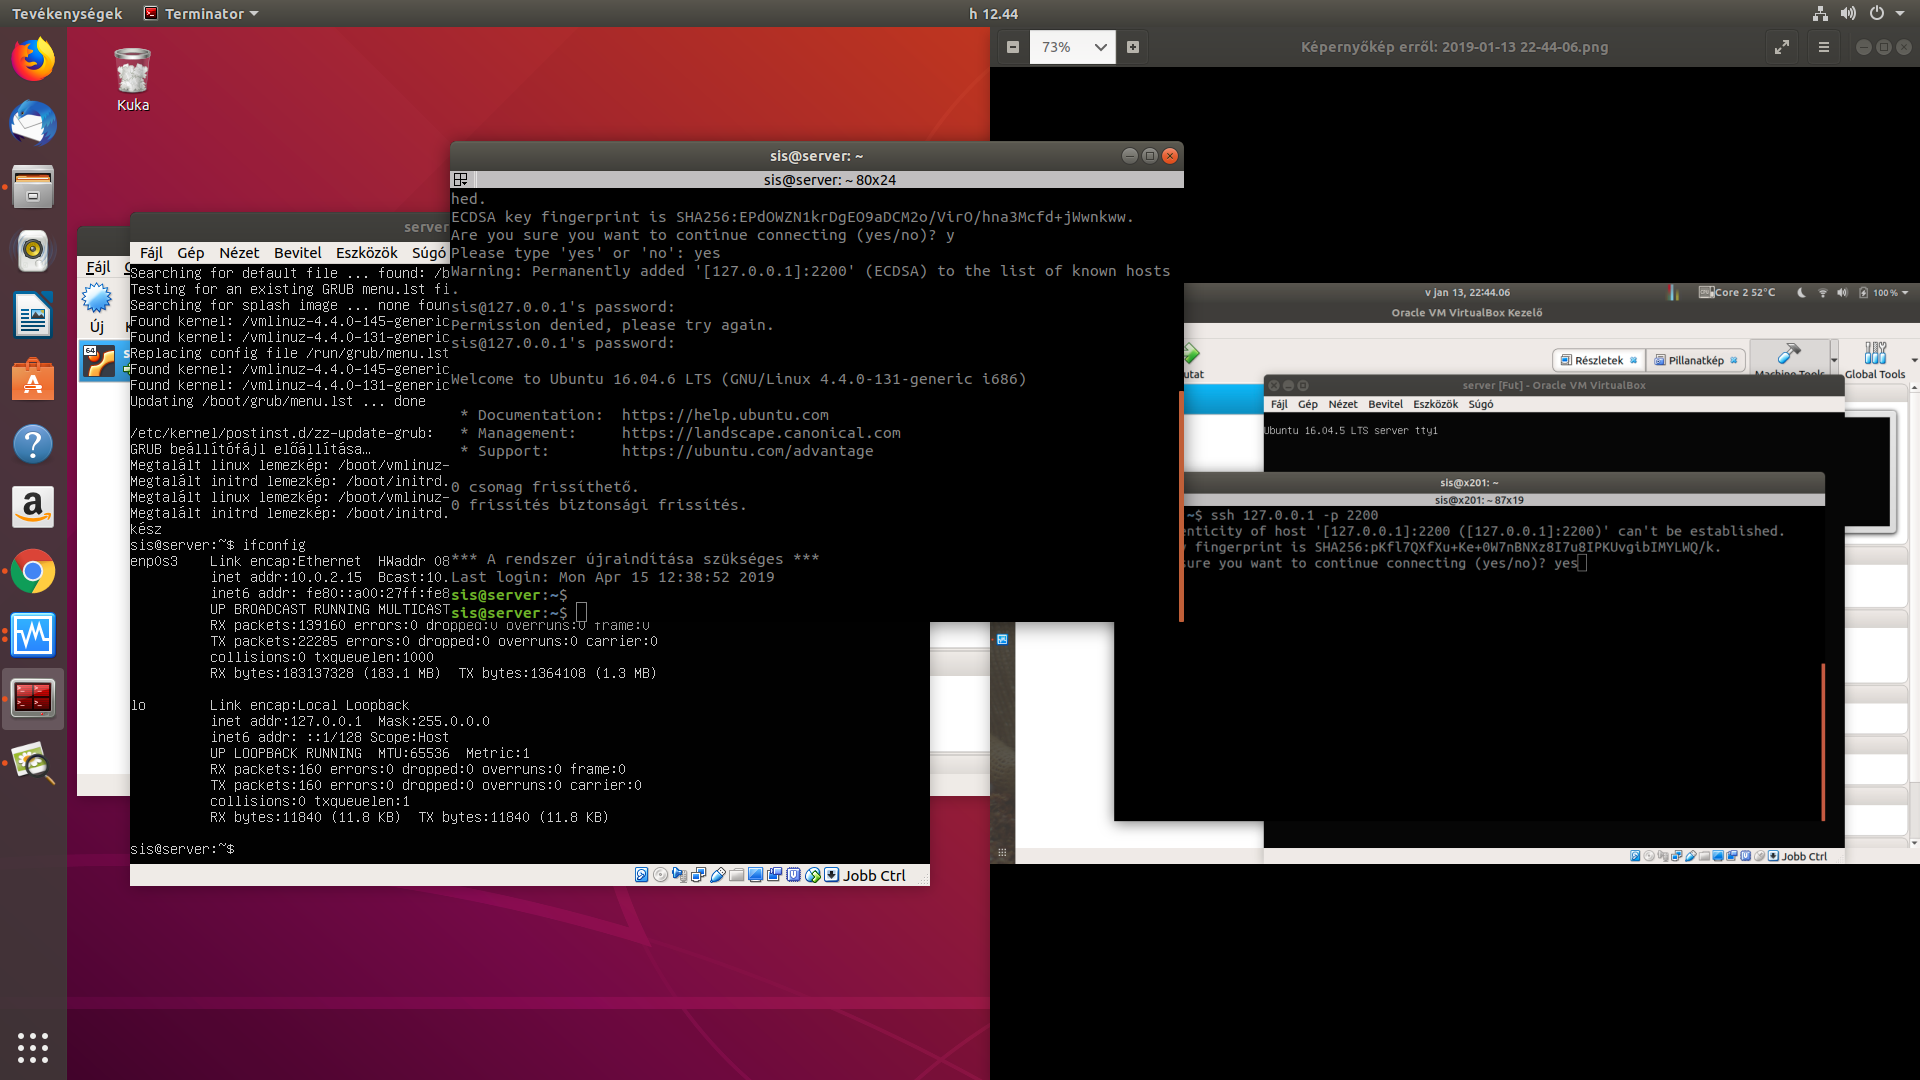 Tevékenységek
Terminator
h 12.44
Kuka
73%
Képernyőkép erről: 2019-01-13 22-44-06.png
sis@server: ~
sis@server: ~ 80x24
hed.
ECDSA key fingerprint is SHA256:EPdOWZN1krDgEO9aDCM2o/VirO/hna3Mcfd+jWwnkww.
Are you sure you want to continue connecting (yes/no)? y
Please type 'yes' or 'no': yes
Warning: Permanently added '[127.0.0.1]:2200' (ECDSA) to the list of known hosts
.
sis@127.0.0.1's password:
Permission denied, please try again.
sis@127.0.0.1's password:
Welcome to Ubuntu 16.04.6 LTS (GNU/Linux 4.4.0-131-generic i686)
* Documentation: https://help.ubuntu.com
* Management: https://landscape.canonical.com
* Support: https://ubuntu.com/advantage
0 csomag frissíthető.
0 frissítés biztonsági frissítés.
*** A rendszer újraindítása szükséges ***
Last login: Mon Apr 15 12:38:52 2019
sis@server:~$
sis@server:~$
Fájl
Új
64
server
Fájl Gép Nézet Bevitel Eszközök Súgó
Searching for default file ... found: /b
Testing for an existing GRUB menu.lst fi
Searching for splash image ... none foun
Found kernel: /vmlinuz-4.4.0-145-generic
Found kernel: /vmlinuz-4.4.0-131-generic
Replacing config file /run/grub/menu.lst
Found kernel: /vmlinuz-4.4.0-145-generic
Found kernel: /vmlinuz-4.4.0-131-generic
Updating /boot/grub/menu.lst ... done
/etc/kernel/postinst.d/zz-update-grub:
GRUB beállítófájl előállítása…
Megtalált linux lemezkép: /boot/vmlinuz-
Megtalált initrd lemezkép: /boot/initrd.
Megtalált linux lemezkép: /boot/vmlinuz-
Megtalált initrd lemezkép: /boot/initrd.
kész
sis@server:~$ ifconfig
enp0s3 Link encap:Ethernet HWaddr 08
inet addr:10.0.2.15 Bcast:10.
inet6 addr: fe80::a00:27ff:fe8
UP BROADCAST RUNNING MULTICAST
RX packets:139160 errors:0 dropped:0 overruns:0 frame:0
TX packets:22285 errors:0 dropped:0 overruns:0 carrier:0
collisions:0 txqueuelen:1000
RX bytes:183137328 (183.1 MB) TX bytes:1364108 (1.3 MB)
lo Link encap:Local Loopback
inet addr:127.0.0.1 Mask:255.0.0.0
inet6 addr: ::1/128 Scope:Host
UP LOOPBACK RUNNING MTU:65536 Metric:1
RX packets:160 errors:0 dropped:0 overruns:0 frame:0
TX packets:160 errors:0 dropped:0 overruns:0 carrier:0
collisions:0 txqueuelen:1
RX bytes:11840 (11.8 KB) TX bytes:11840 (11.8 KB)
sis@server:~$
Jobb Ctrl
v jan 13, 22:44.06
Core 2 52°C
100 %
Oracle VM VirtualBox Kezelő
utat
Részletek
Pillanatkép
Machine Tools
Global Tools
server [Fut] - Oracle VM VirtualBox
Fájl Gép Nézet Bevitel Eszközök Súgó
Ubuntu 16.04.5 LTS server tty1
sis@x201: ~
sis@x201: ~ 87x19
~$ ssh 127.0.0.1 -p 2200
enticity of host '[127.0.0.1]:2200 ([127.0.0.1]:2200)' can't be established.
y fingerprint is SHA256:pKfl7QXfXu+Ke+0W7nBNXz8I7u8IPKUvgibIMYLWQ/k.
sure you want to continue connecting (yes/no)? yes
Jobb Ctrl